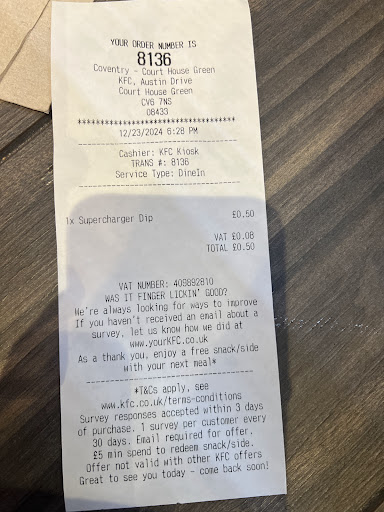 YOUR ORDER NUMBER IS
8136
Coventry - Court House Green
KFC, Austin Drive
Court House Green
CV6 7NS
08433
************************************
12/23/2024 6:28 PM
------------------------------------
Cashier: KFC Kiosk
TRANS #: 8136
Service Type: DineIn
------------------------------------
1x Supercharger Dip £0.50
VAT £0.08
TOTAL £0.50
VAT NUMBER: 409892810
WAS IT FINGER LICKIN' GOOD?
We're always looking for ways to improve
If you haven't received an email about a
survey, let us know how we did at
www.yourKFC.co.uk
As a thank you, enjoy a free snack/side
with your next meal*
------------------------------------
*T&Cs apply, see
www.kfc.co.uk/terms-conditions
Survey responses accepted within 3 days
of purchase. 1 survey per customer every
30 days. Email required for offer.
£5 min spend to redeem snack/side.
Offer not valid with other KFC offers
Great to see you today - come back soon!